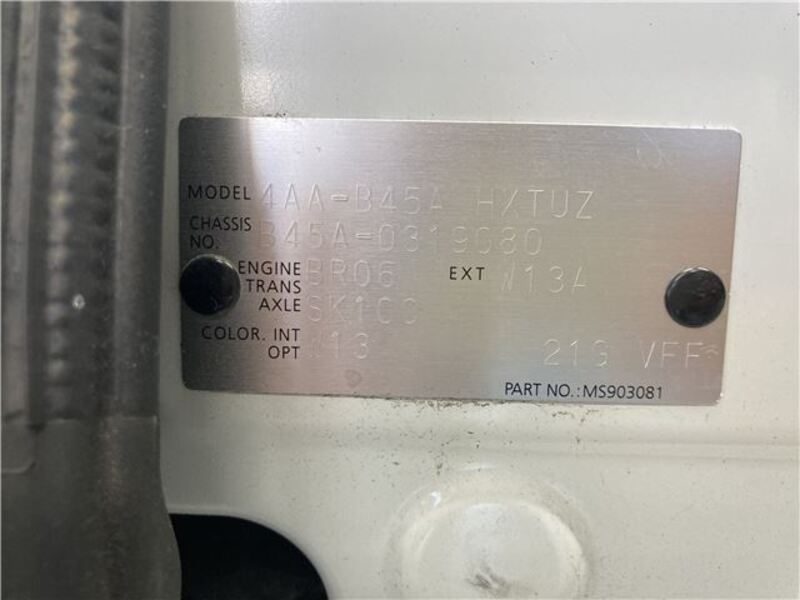 MODEL 4AA-B45A HXTUZ
CHASSIS NO. B45A-0319080
ENGINE BR06 EXT W13A
TRANS AXLE SK1C0
COLOR. INT OPT W13 219 VFF
PART NO.:MS903081